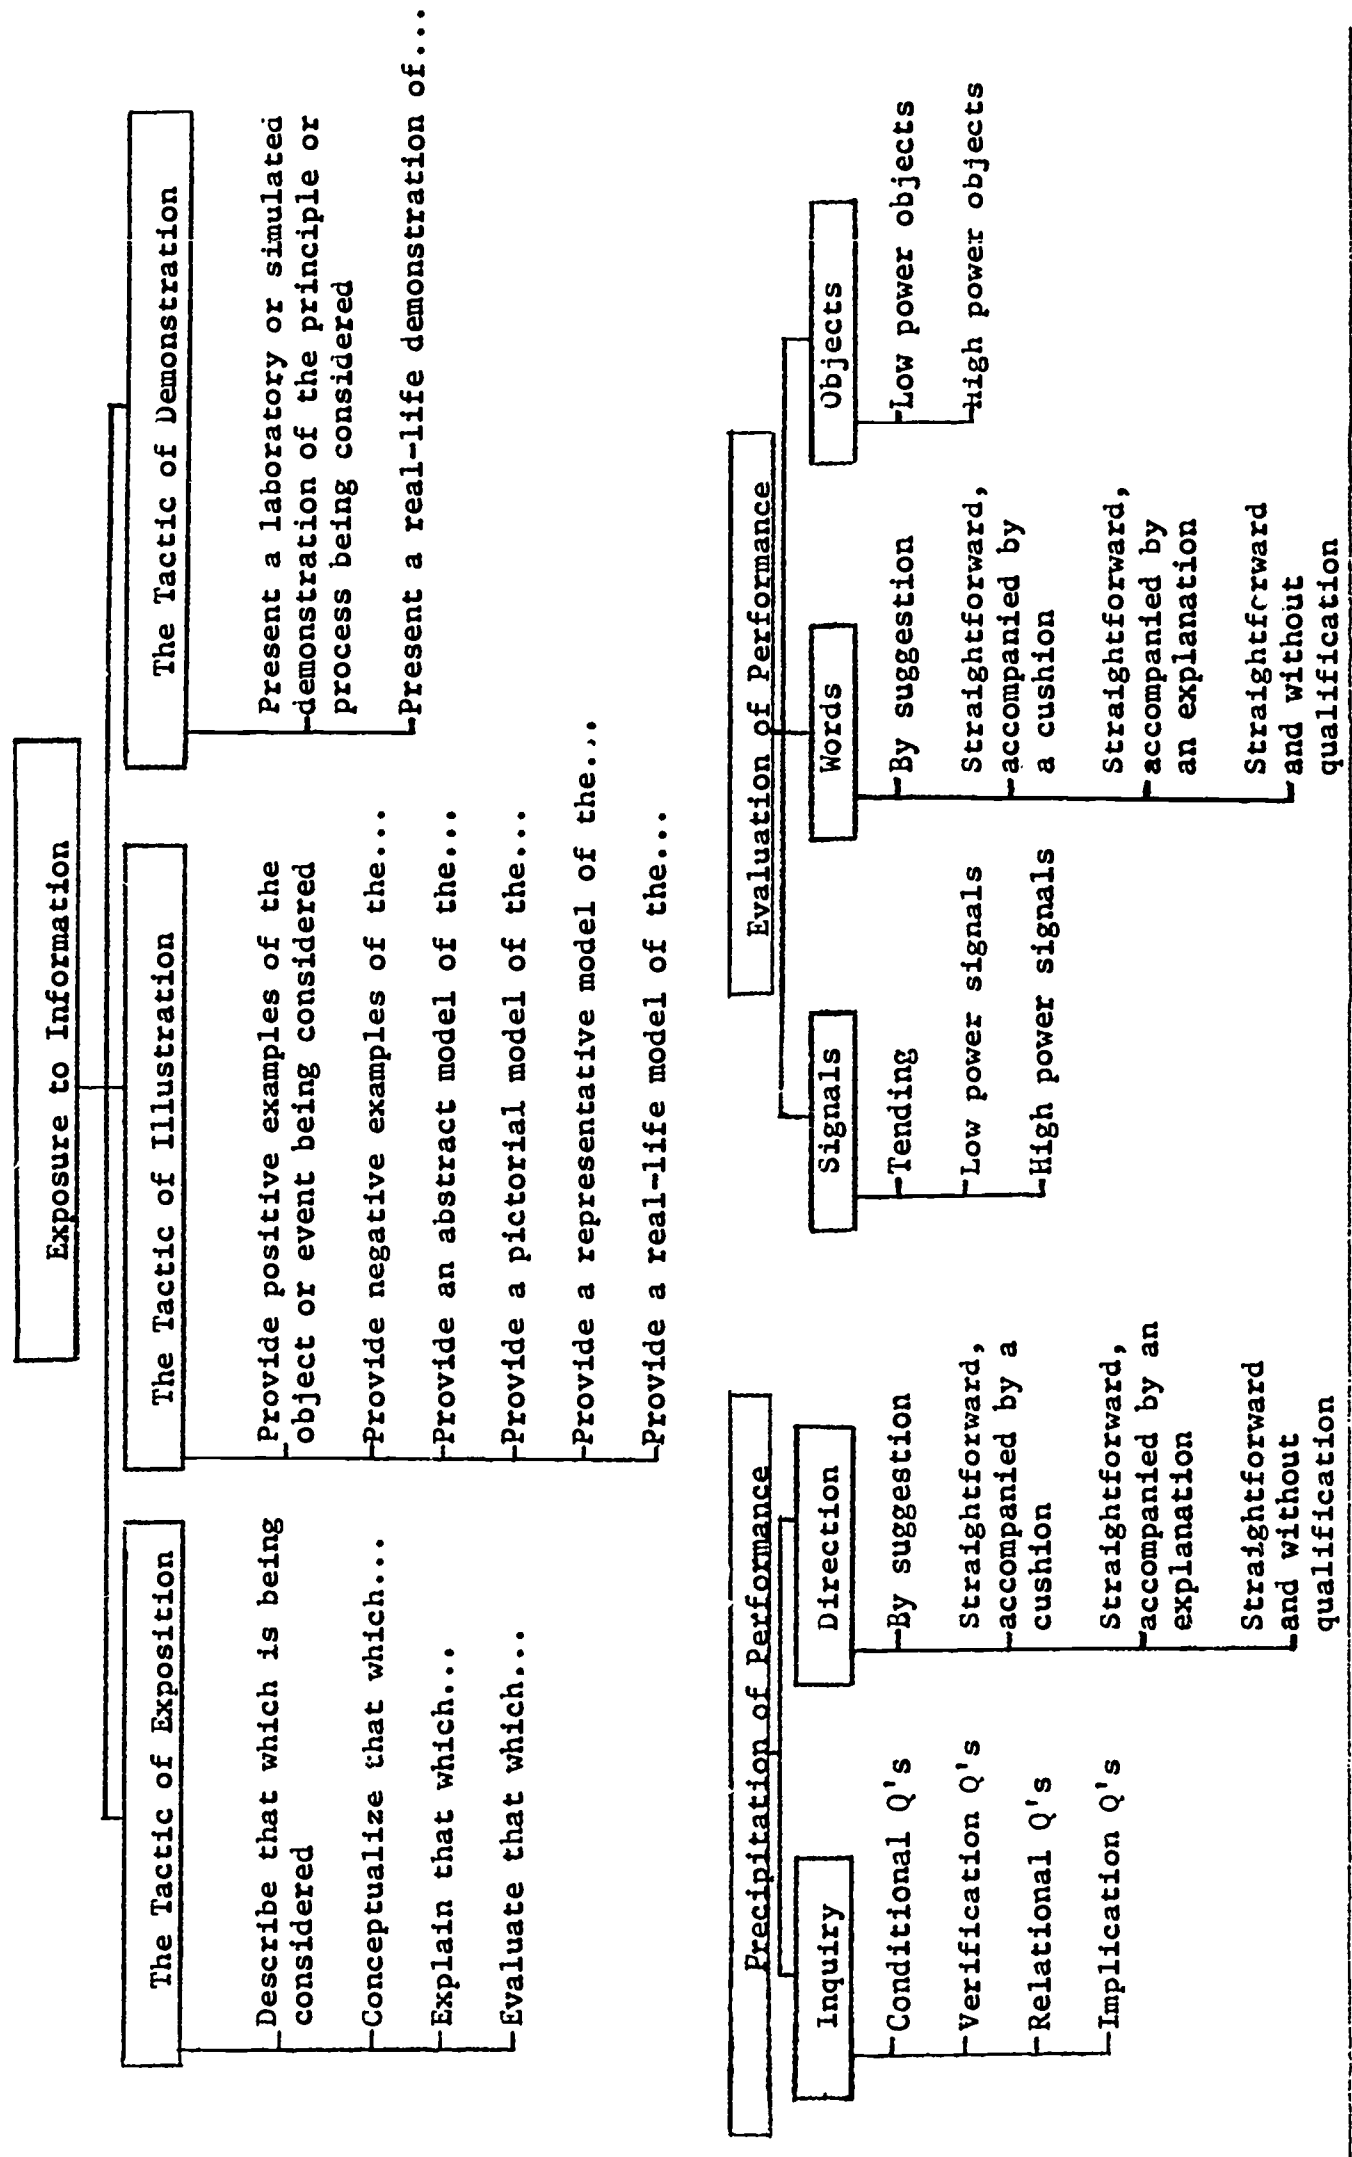 Exposure to Information
The Tactic of Exposition
Describe that which is being
considered
Conceptualize that which...
Explain that which...
Evaluate that which...
The Tactic of Illustration
Provide positive examples of the
object or event being considered
Provide negative examples of the...
Provide an abstract model of the...
Provide a pictorial model of the...
Provide a representative model of the...
Provide a real-life model of the...
The Tactic of Demonstration
Present a laboratory or simulated
demonstration of the principle or
process being considered
Present a real-life demonstration of...
Precipitation of Performance
Inquiry
Conditional Q's
Verification Q's
Relational Q's
Implication Q's
Direction
By suggestion
Straightforward,
accompanied by a
cushion
Straightforward,
accompanied by an
explanation
Straightforward
and without
qualification
Evaluation of Performance
Signals
Tending
Low power signals
High power signals
Words
By suggestion
Straightforward,
accompanied by
a cushion
Straightforward,
accompanied by
an explanation
Straightforward
and without
qualification
Objects
Low power objects
High power objects